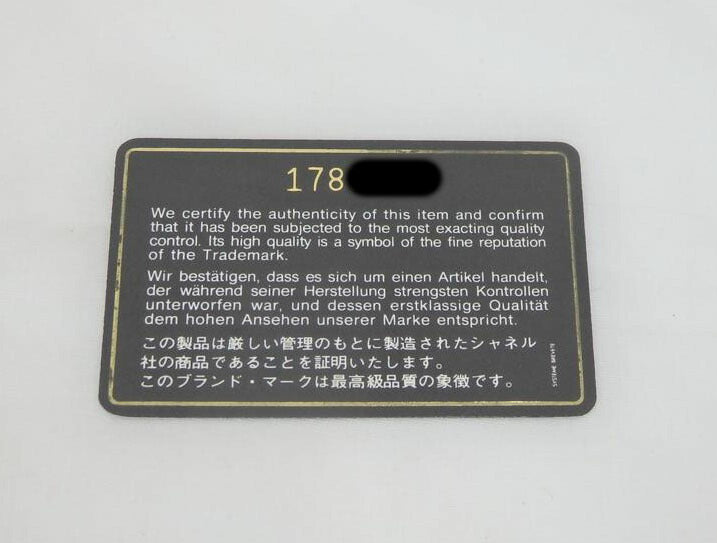 178
We certify the authenticity of this item and confirm
that it has been subjected to the most exacting quality
control. Its high quality is a symbol of the fine reputation
of the Trademark.
Wir bestätigen, dass es sich um einen Artikel handelt,
der während seiner Herstellung strengsten Kontrollen
unterworfen war, und dessen erstklassige Qualität
dem hohen Ansehen unserer Marke entspricht.
この製品は厳しい管理のもとに製造されたシャネル
社の商品であることを証明いたします。
このブランド・マークは最高級品質の象徴です。
SYSTEME BREVETE